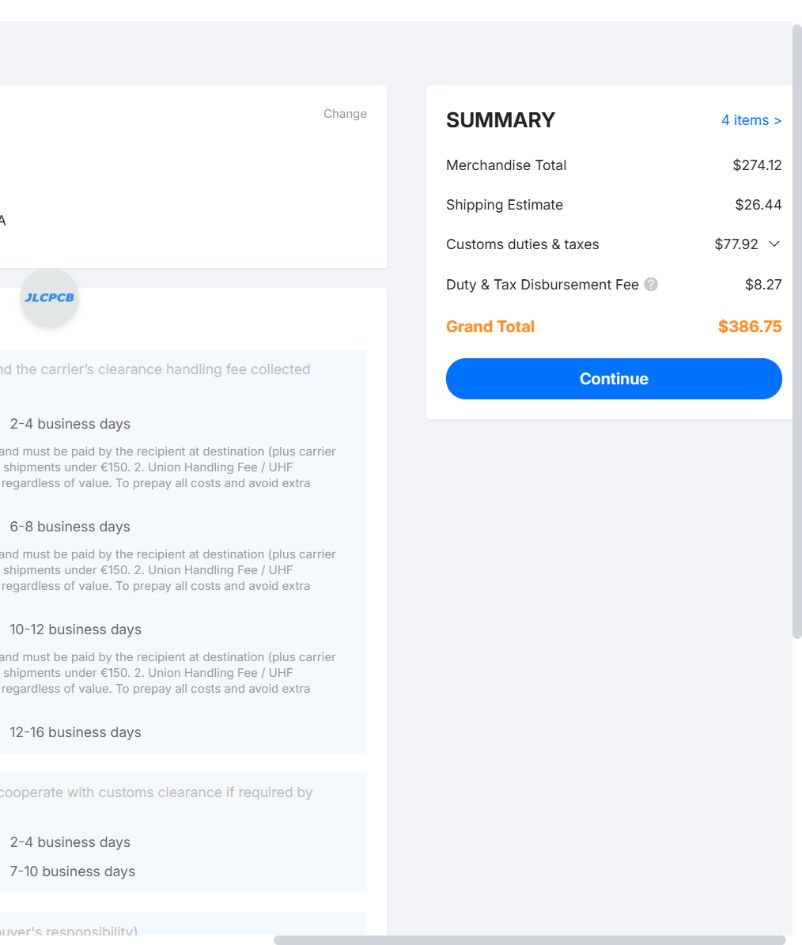 Change
A
JLCPCB
nd the carrier's clearance handling fee collected
2-4 business days
and must be paid by the recipient at destination (plus carrier
shipments under €150. 2. Union Handling Fee / UHF
regardless of value. To prepay all costs and avoid extra
6-8 business days
and must be paid by the recipient at destination (plus carrier
shipments under €150. 2. Union Handling Fee / UHF
regardless of value. To prepay all costs and avoid extra
10-12 business days
and must be paid by the recipient at destination (plus carrier
shipments under €150. 2. Union Handling Fee / UHF
regardless of value. To prepay all costs and avoid extra
12-16 business days
cooperate with customs clearance if required by
2-4 business days
7-10 business days
buyer's responsibility)
SUMMARY 4 items >
Merchandise Total $274.12
Shipping Estimate $26.44
Customs duties & taxes $77.92
Duty & Tax Disbursement Fee ? $8.27
Grand Total $386.75
Continue